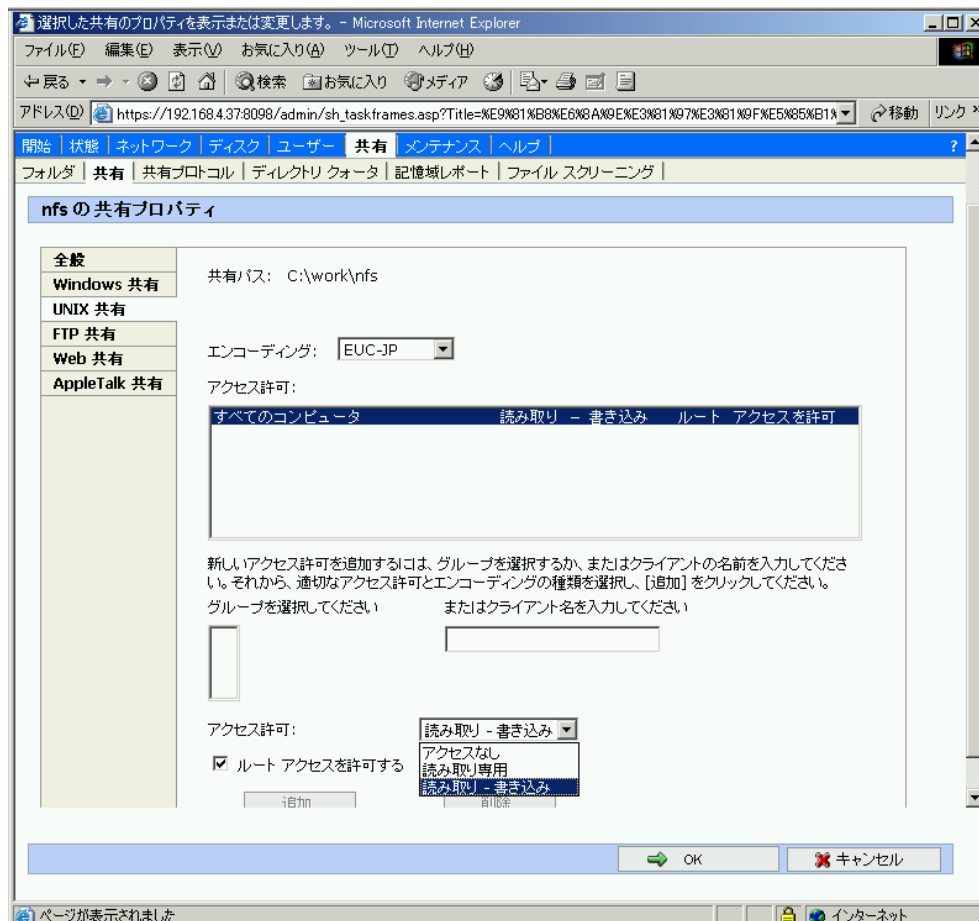 選択した共有のプロパティを表示または変更します。 - Microsoft Internet Explorer
ファイル(F) 編集(E) 表示(V) お気に入り(A) ツール(T) ヘルプ(H)
戻る 検索 お気に入り メディア
アドレス(D) https://192.168.4.37:8098/admin/sh_taskframes.asp?Title=%E9%81%B8%E6%8A%9E%E3%81%97%E3%81%9F%E5%85%B1% 移動 リンク »
開始 | 状態 | ネットワーク | ディスク | ユーザー | 共有 | メンテナンス | ヘルプ | ?
フォルダ | 共有 | 共有プロトコル | ディレクトリ クォータ | 記憶域レポート | ファイル スクリーニング |
nfs の 共有プロパティ
全般
Windows 共有
UNIX 共有
FTP 共有
Web 共有
AppleTalk 共有
共有パス: C:\work\nfs
エンコーディング: EUC-JP
アクセス許可:
すべてのコンピュータ 読み取り - 書き込み ルート アクセスを許可
新しいアクセス許可を追加するには、グループを選択するか、またはクライアントの名前を入力してくださ
い。それから、適切なアクセス許可とエンコーディングの種類を選択し、[追加] をクリックしてください。
グループを選択してください またはクライアント名を入力してください
アクセス許可: 読み取り - 書き込み
アクセスなし
ルート アクセスを許可する 読み取り専用
読み取り - 書き込み
追加 削除
OK キャンセル
ページが表示されました インターネット